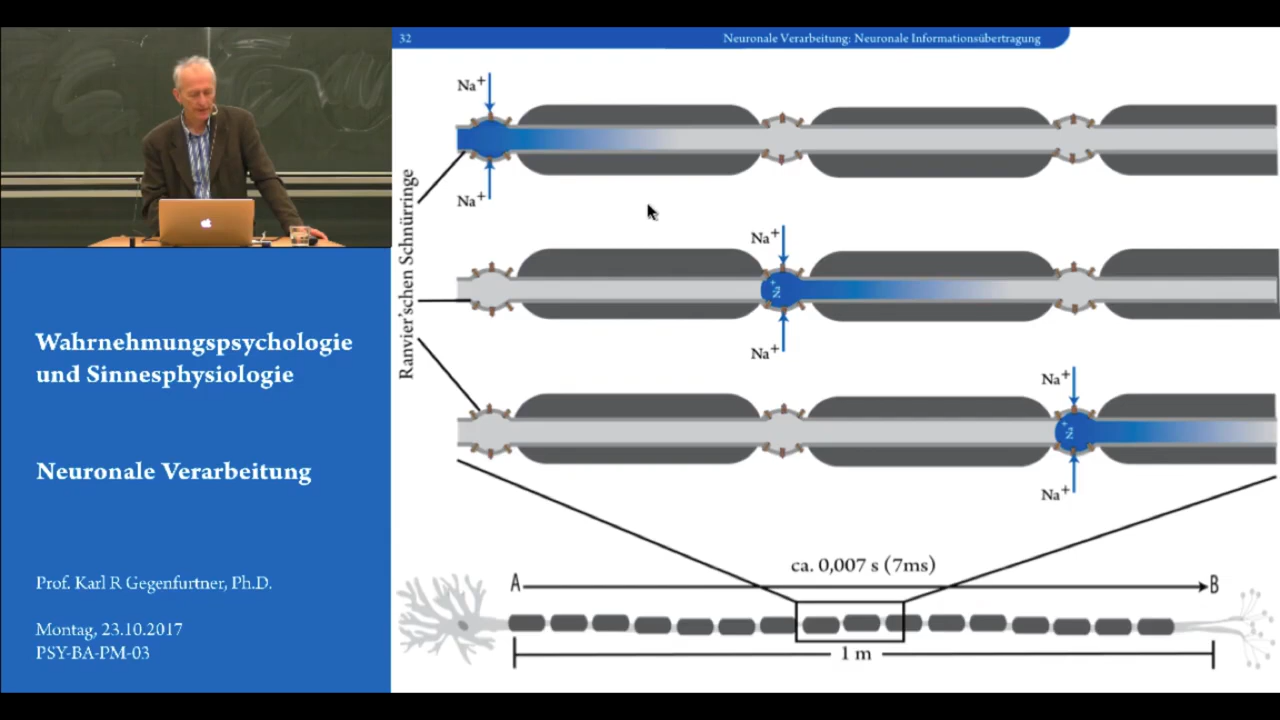 32
Neuronale Verarbeitung: Neuronale Informationsübertragung
Wahrnehmungspsychologie
und Sinnesphysiologie
Neuronale Verarbeitung
Prof. Karl R Gegenfurtner, Ph.D.
Montag, 23.10.2017
PSY-BA-PM-03
Ranvier'schen Schnürringe
Na+
Na+
Na+
Na+
Na+
Na+
ca. 0,007 s (7ms)
A
B
1 m